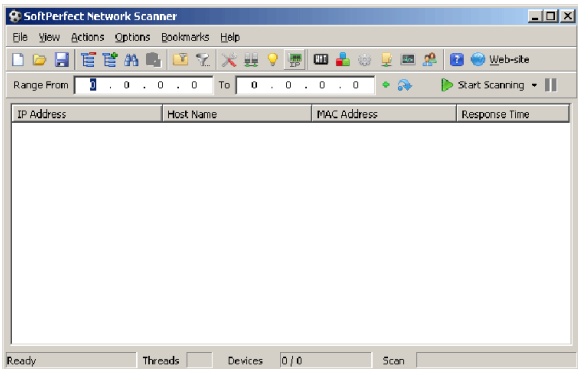 SoftPerfect Network Scanner
File View Actions Options Bookmarks Help
Web-site
Range From 0 . 0 . 0 . 0 To 0 . 0 . 0 . 0 Start Scanning
IP Address Host Name MAC Address Response Time
Ready Threads Devices 0 / 0 Scan